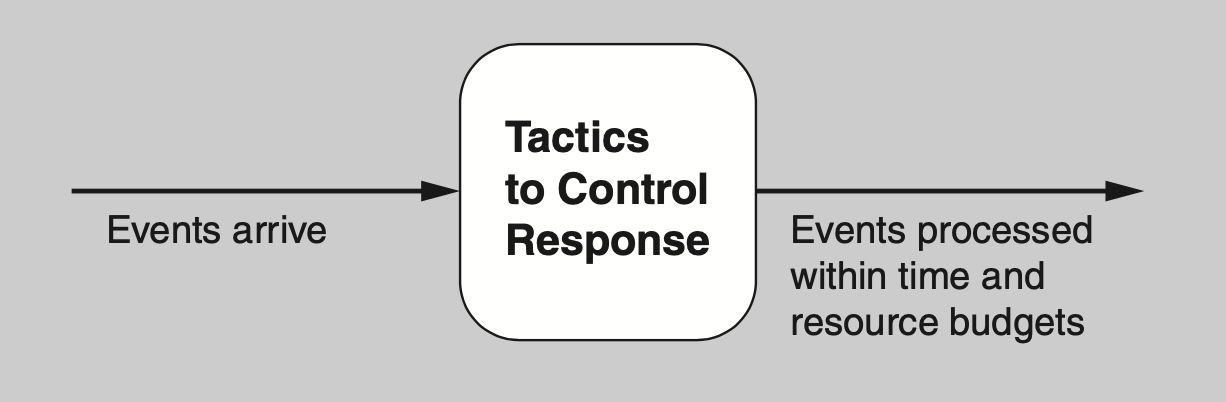 Tactics
to Control
Response
Events arrive
Events processed
within time and
resource budgets